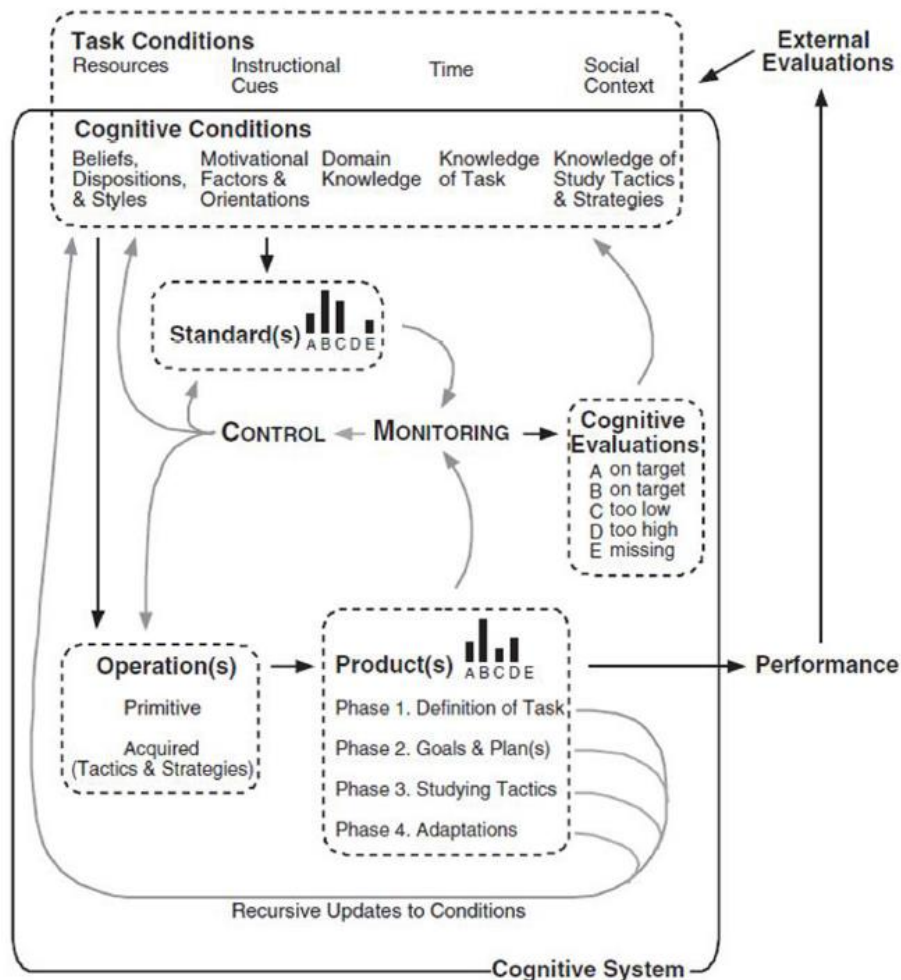 Task Conditions
Resources
Instructional
Cues
Time
Social
Context
External
Evaluations
Cognitive Conditions
Beliefs,
Dispositions,
& Styles
Motivational
Factors &
Orientations
Domain
Knowledge
Knowledge
of Task
Knowledge of
Study Tactics
& Strategies
Standard(s)
A B C D E
CONTROL
MONITORING
Cognitive
Evaluations
A on target
B on target
C too low
D too high
E missing
Operation(s)
Primitive
Acquired
(Tactics & Strategies)
Product(s)
A B C D E
Phase 1. Definition of Task
Phase 2. Goals & Plan(s)
Phase 3. Studying Tactics
Phase 4. Adaptations
Performance
Recursive Updates to Conditions
Cognitive System